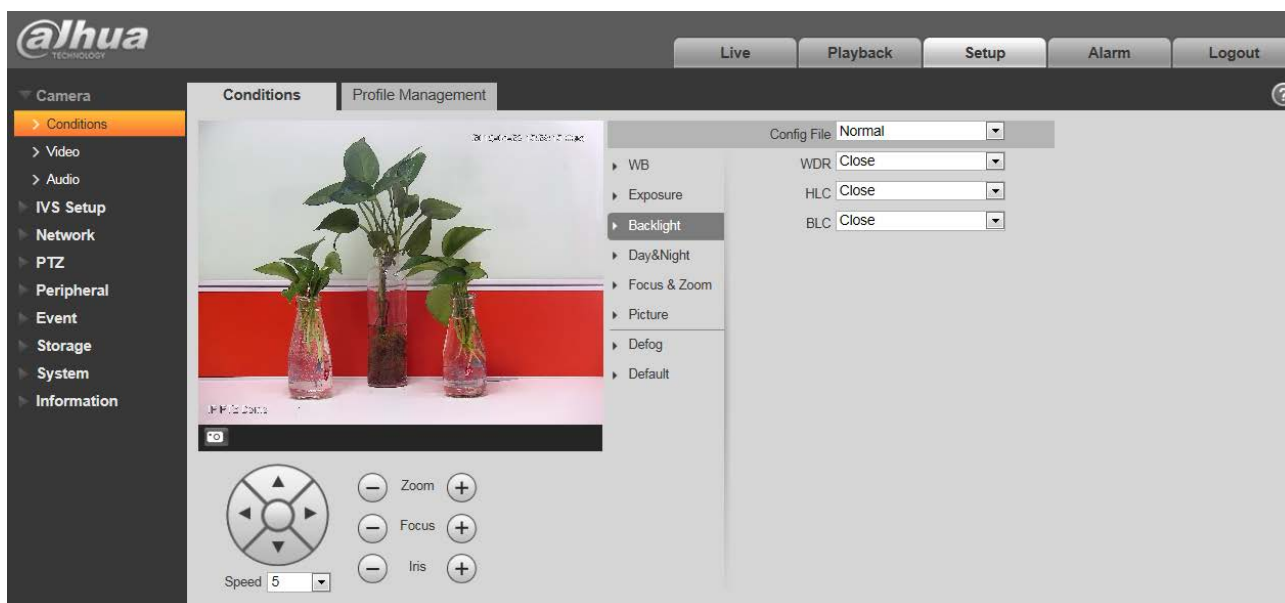 alhua
TECHNOLOGY
Live
Playback
Setup
Alarm
Logout
Camera
Conditions
Video
Audio
IVS Setup
Network
PTZ
Peripheral
Event
Storage
System
Information
Conditions
Profile Management
?
WB
Exposure
Backlight
Day&Night
Focus & Zoom
Picture
Defog
Default
Config File Normal
WDR Close
HLC Close
BLC Close
Zoom
Focus
Iris
Speed 5